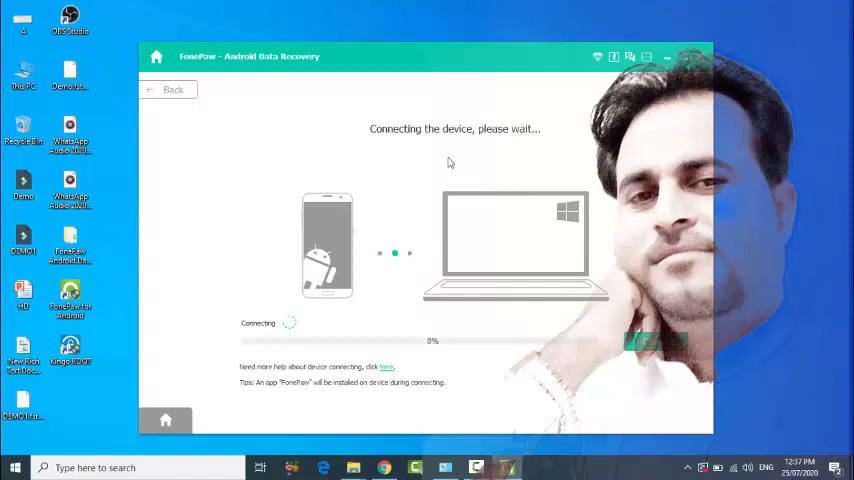 A
OBS Studio
This PC
Demo.fst...
Recycle Bin
WhatsApp
Audio 2020...
Demo
WhatsApp
Audio 2020...
DEMO1
FonePaw
Android Da...
HD
FonePaw for
Android
New Rich
Text Doc...
Kingo ROOT
DEMO1.fst...
FonePaw - Android Data Recovery
Back
Connecting the device, please wait...
Connecting
0%
Need more help about device connecting, click here.
Tips: An app "FonePaw" will be installed on device during connecting.
Type here to search
ENG
12:37 PM
25/07/2020
2